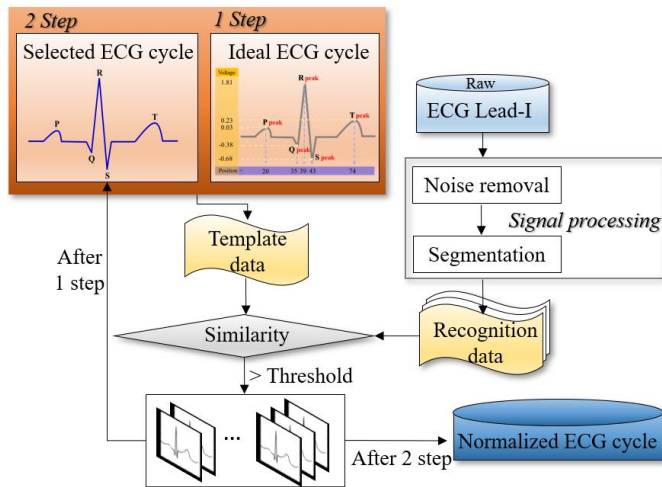 2 Step
1 Step
Selected ECG cycle
R
P
T
Q
S
Ideal ECG cycle
Voltage
1.81
0.23
0.03
-0.38
-0.68
R peak
P peak
T peak
Q peak
S peak
Position
20
35
39
43
74
Raw
ECG Lead-I
Noise removal
Signal processing
Segmentation
Template
data
After
1 step
Similarity
Recognition
data
> Threshold
...
After 2 step
Normalized ECG cycle